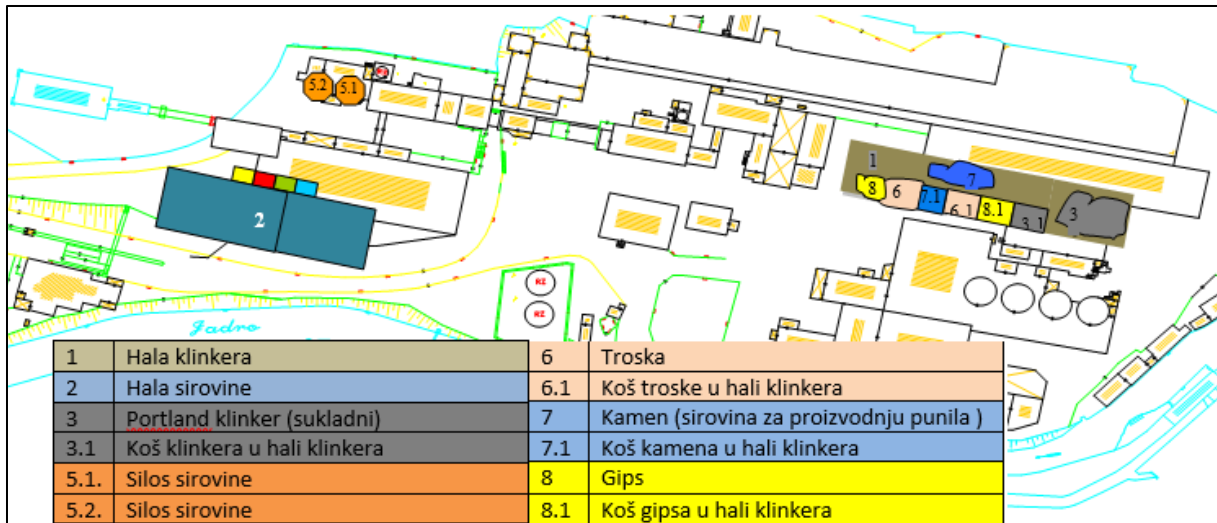 5.2
5.1
RZ
1
7
8
6
7.1
6.1
8.1
3.1
3
2
RZ
RZ
Jadro
1 Hala klinkera
2 Hala sirovine
3 Portland klinker (sukladni)
3.1 Koš klinkera u hali klinkera
5.1. Silos sirovine
5.2. Silos sirovine
6 Troska
6.1 Koš troske u hali klinkera
7 Kamen (sirovina za proizvodnju punila )
7.1 Koš kamena u hali klinkera
8 Gips
8.1 Koš gipsa u hali klinkera